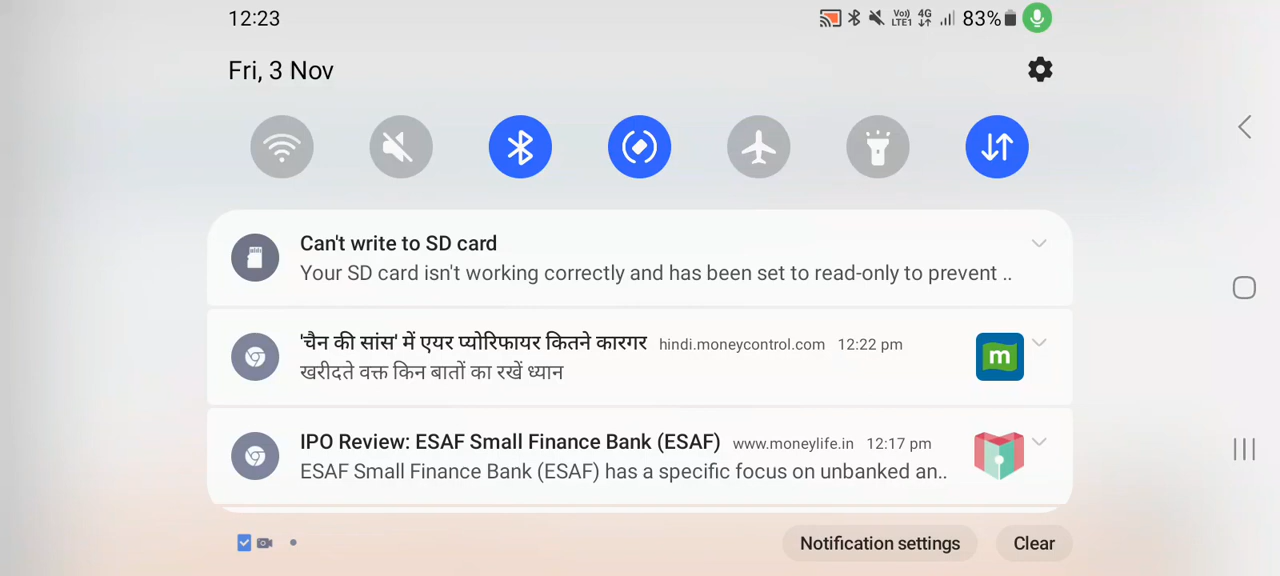 12:23
Vo) LTE1 4G 83%
Fri, 3 Nov
Can't write to SD card
Your SD card isn't working correctly and has been set to read-only to prevent ..
'चैन की सांस' में एयर प्योरिफायर कितने कारगर hindi.moneycontrol.com 12:22 pm
खरीदते वक्त किन बातों का रखें ध्यान
m
IPO Review: ESAF Small Finance Bank (ESAF) www.moneylife.in 12:17 pm
ESAF Small Finance Bank (ESAF) has a specific focus on unbanked an..
Notification settings Clear